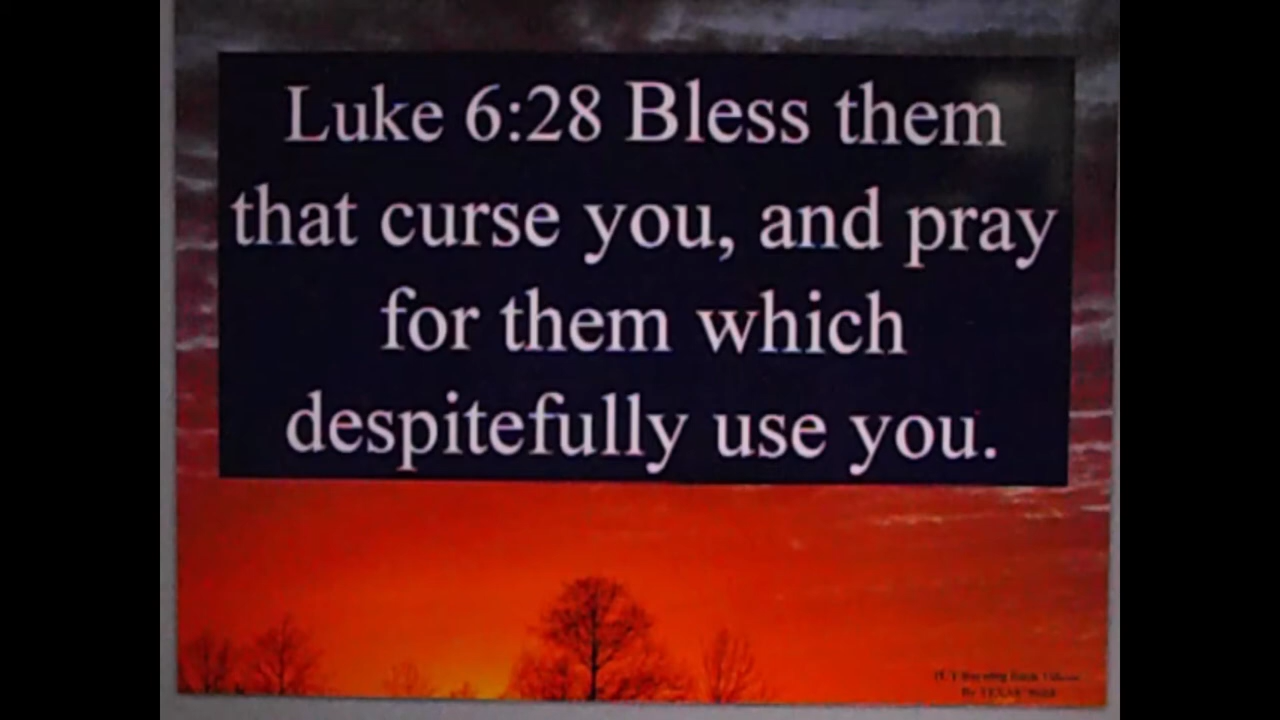 Luke 6:28 Bless them
that curse you, and pray
for them which
despitefully use you.